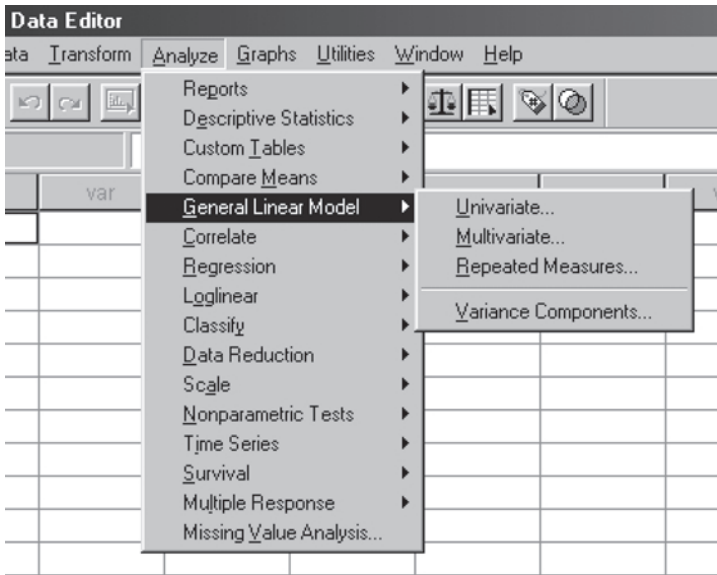 Data Editor
ata Transform Analyze Graphs Utilities Window Help
Reports
Descriptive Statistics
Custom Tables
Compare Means
var
General Linear Model
Univariate...
Correlate
Multivariate...
Regression
Repeated Measures...
Loglinear
Variance Components...
Classify
Data Reduction
Scale
Nonparametric Tests
Time Series
Survival
Multiple Response
Missing Value Analysis...